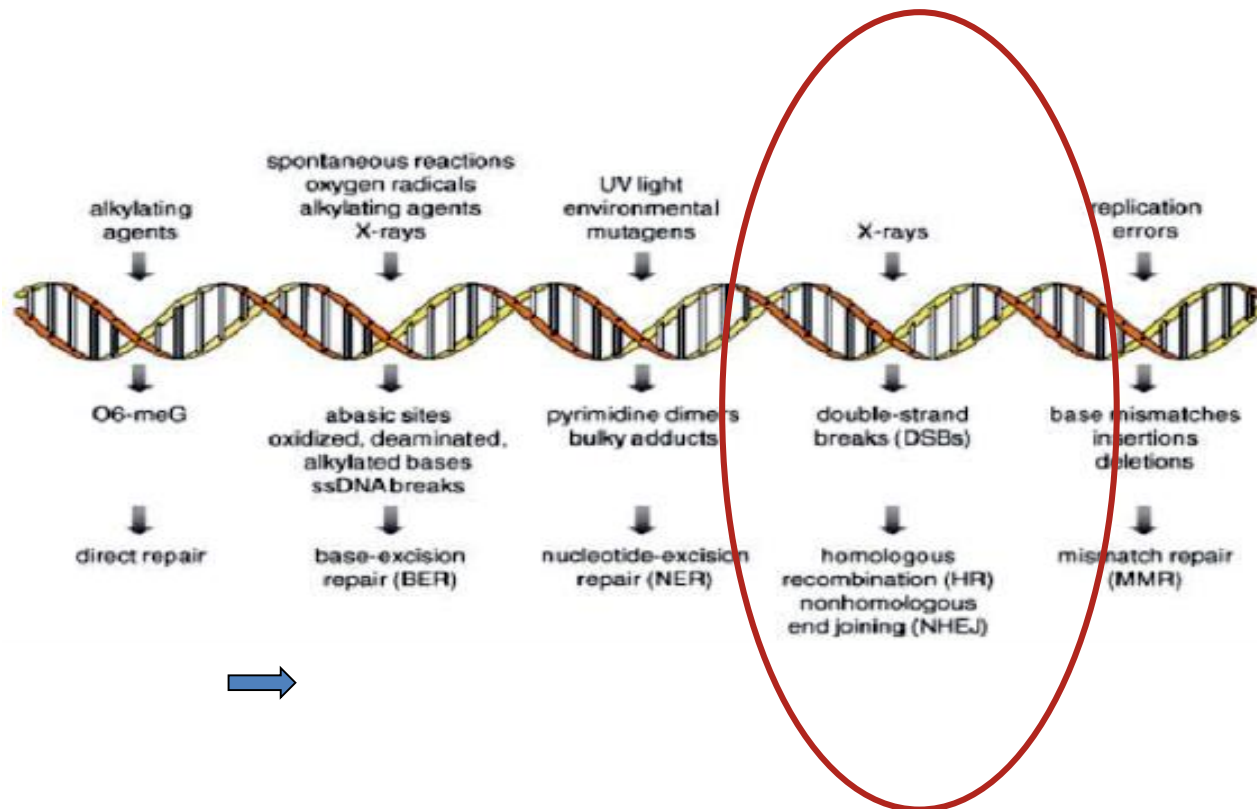 alkylating
agents
spontaneous reactions
oxygen radicals
alkylating agents
X-rays
UV light
environmental
mutagens
X-rays
replication
errors
O6-meG
abasic sites
oxidized, deaminated,
alkylated bases
ssDNA breaks
pyrimidine dimers
bulky adducts
double-strand
breaks (DSBs)
base mismatches
insertions
deletions
direct repair
base-excision
repair (BER)
nucleotide-excision
repair (NER)
homologous
recombination (HR)
nonhomologous
end joining (NHEJ)
mismatch repair
(MMR)